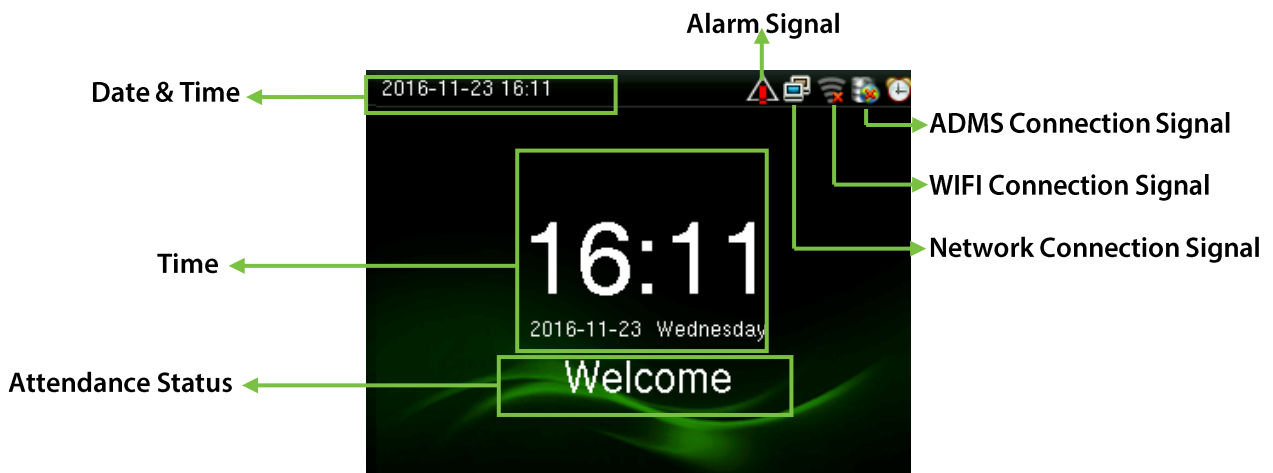 Alarm Signal
Date & Time
2016-11-23 16:11
ADMS Connection Signal
WIFI Connection Signal
Network Connection Signal
Time
16:11
2016-11-23 Wednesday
Attendance Status
Welcome